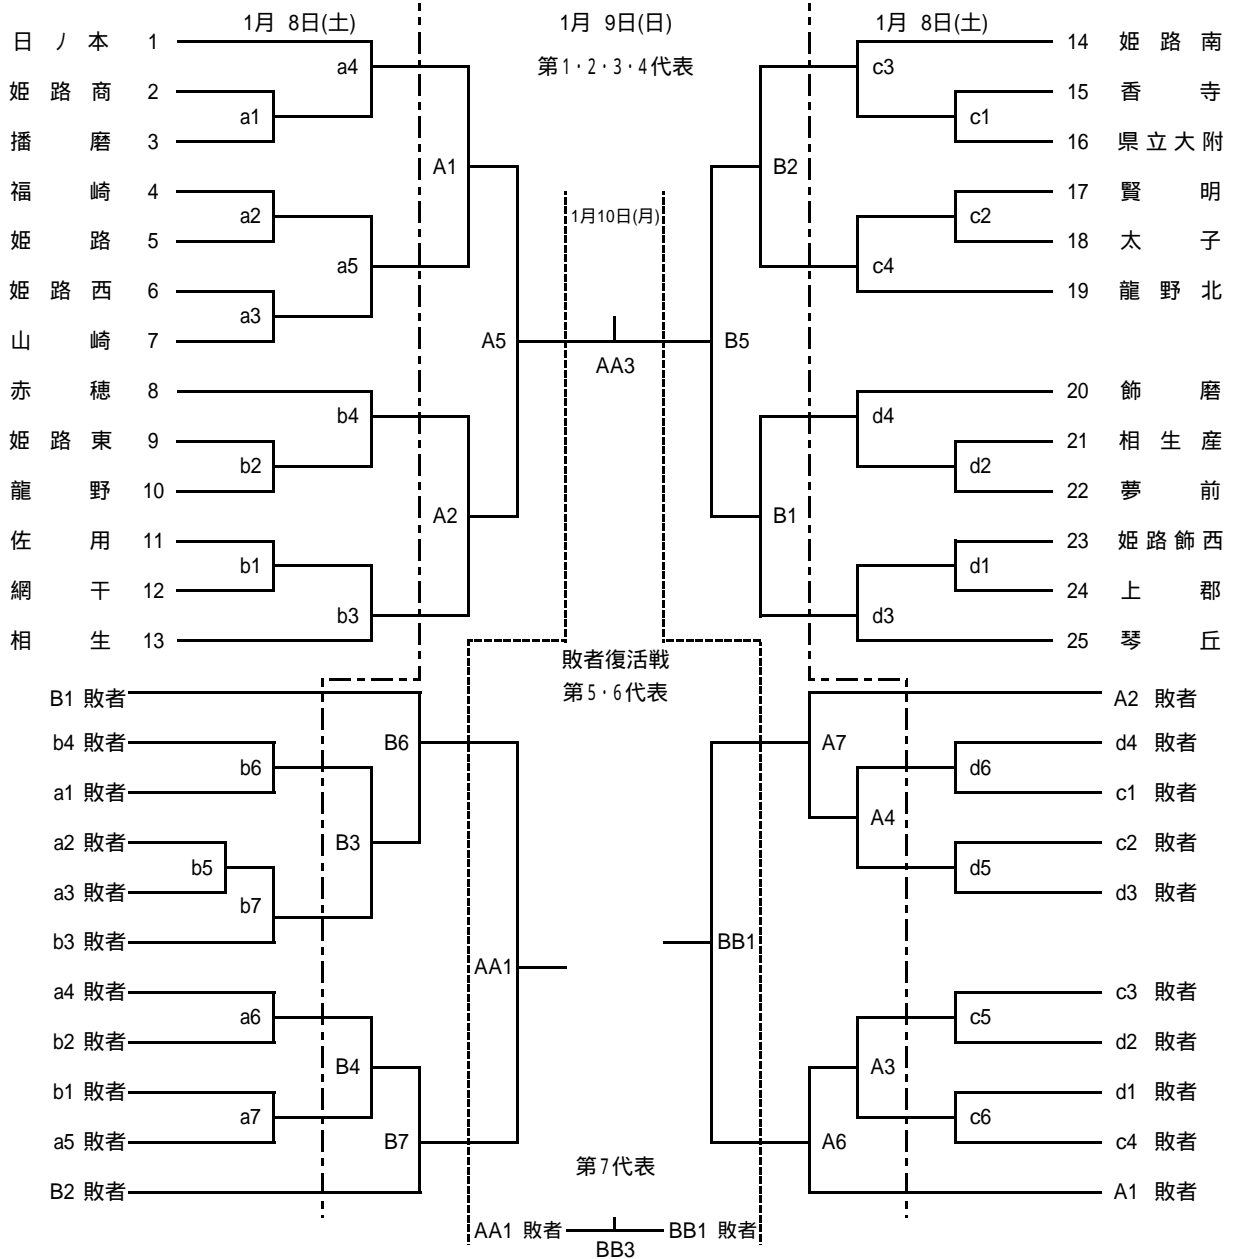 1月 8日(土)
1月 9日(日)
1月 8日(土)
第1・2・3・4代表
日ノ本 1
姫路商 2
播磨 3
福崎 4
姫路 5
姫路西 6
山崎 7
赤穂 8
姫路東 9
龍野 10
佐用 11
網干 12
相生 13
a4
a1
a2
a5
a3
b4
b2
b1
b3
A1
A2
A5
1月10日(月)
AA3
B5
B2
B1
c3
c1
c2
c4
d4
d2
d1
d3
14 姫路南
15 香寺
16 県立大附
17 賢明
18 太子
19 龍野北
20 飾磨
21 相生産
22 夢前
23 姫路飾西
24 上郡
25 琴丘
敗者復活戦
第5・6代表
B1 敗者
b4 敗者
a1 敗者
a2 敗者
a3 敗者
b3 敗者
a4 敗者
b2 敗者
b1 敗者
a5 敗者
B2 敗者
b6
b5
b7
a6
a7
B6
B3
B4
B7
AA1
BB1
A7
A4
A3
A6
d6
d5
c5
c6
A2 敗者
d4 敗者
c1 敗者
c2 敗者
d3 敗者
c3 敗者
d2 敗者
d1 敗者
c4 敗者
A1 敗者
第7代表
AA1 敗者
BB1 敗者
BB3